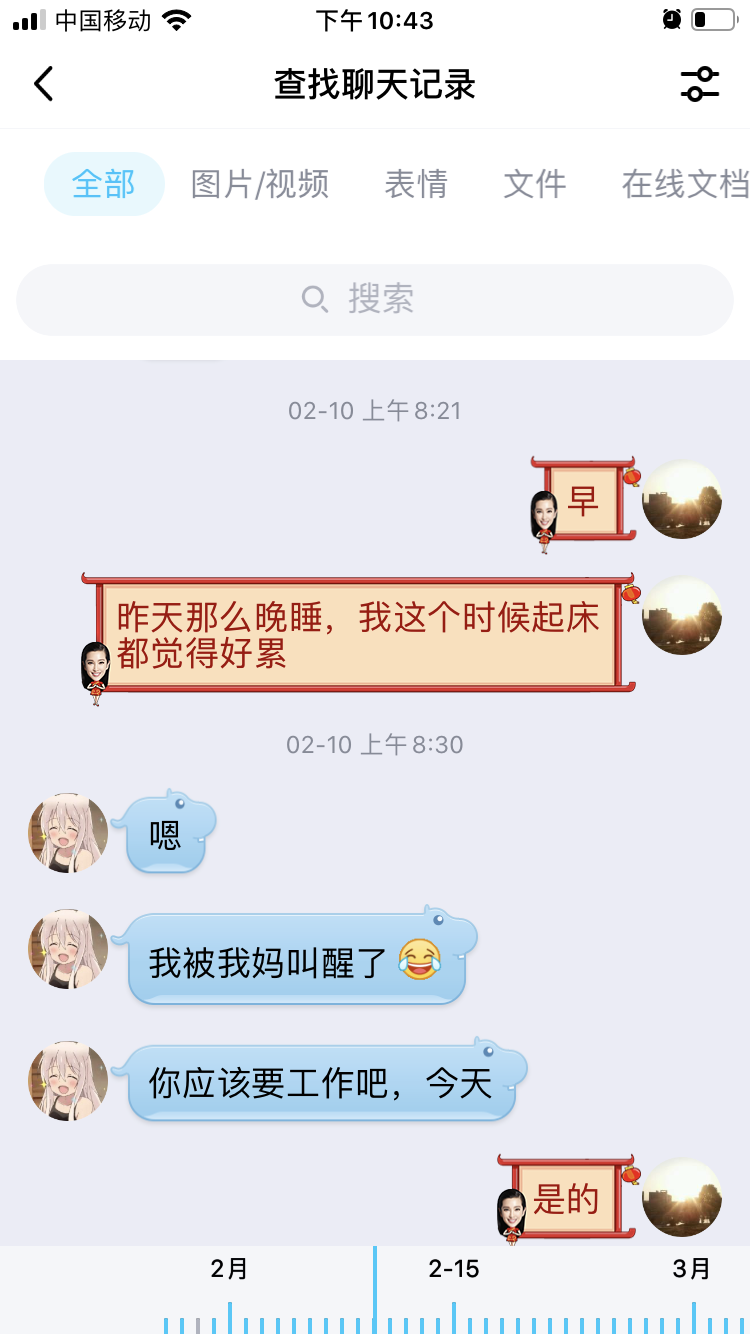 中国移动 下午10:43
查找聊天记录
全部 图片/视频 表情 文件 在线文档
搜索
02-10 上午8:21
早
昨天那么晚睡，我这个时候起床
都觉得好累
02-10 上午8:30
嗯
我被我妈叫醒了😂
你应该要工作吧，今天
是的
2月 2-15 3月